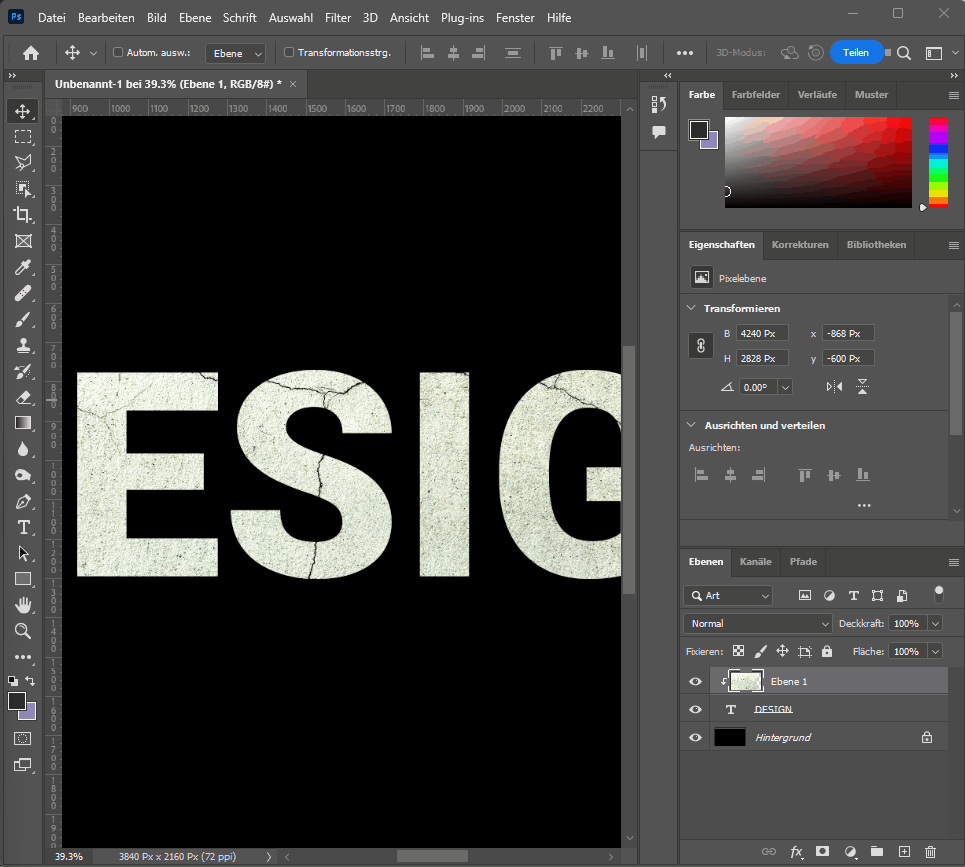 Ps Datei Bearbeiten Bild Ebene Schrift Auswahl Filter 3D Ansicht Plug-ins Fenster Hilfe
Autom. ausw.: Ebene Transformationsstrg. 3D-Modus: Teilen
Unbenannt-1 bei 39.3% (Ebene 1, RGB/8#) *
900 1000 1100 1200 1300 1400 1500 1600 1700 1800 1900 2000 2100 2200
ESIG
39.3% 3840 Px x 2160 Px (72 ppi)
Farbe Farbfelder Verläufe Muster
Eigenschaften Korrekturen Bibliotheken
Pixelebene
Transformieren
B 4240 Px x -868 Px
H 2828 Px y -600 Px
0.00°
Ausrichten und verteilen
Ausrichten:
Ebenen Kanäle Pfade
Art
Normal Deckkraft: 100%
Fixieren: Fläche: 100%
Ebene 1
T DESIGN
Hintergrund
fx